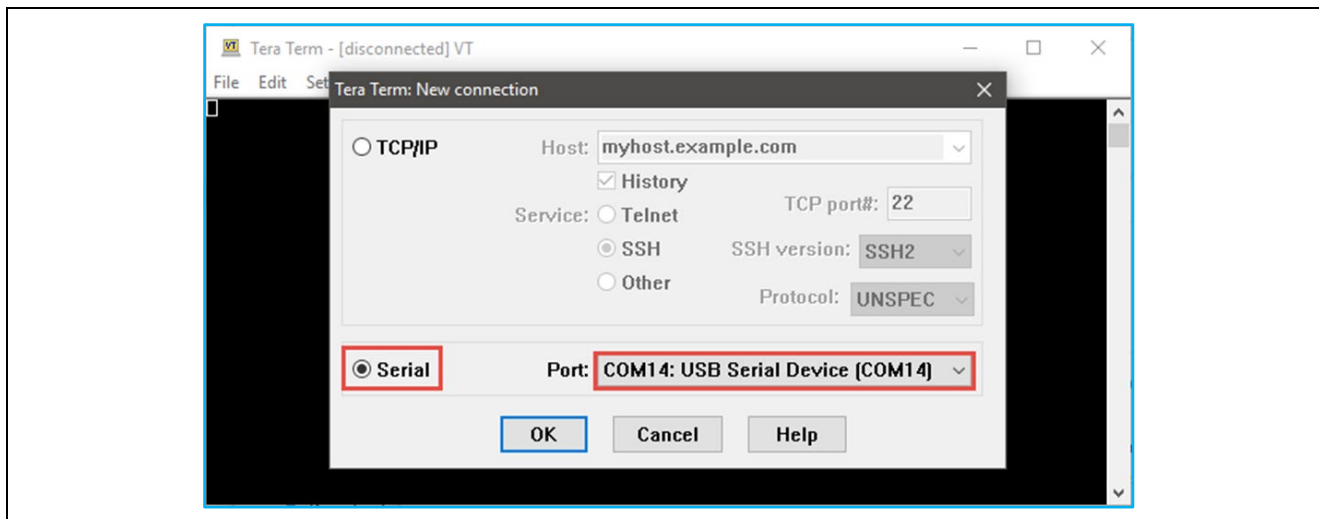 VT Tera Term - [disconnected] VT
File Edit Set
Tera Term: New connection
TCP/IP Host: myhost.example.com
History
Service: Telnet TCP port#: 22
SSH SSH version: SSH2
Other Protocol: UNSPEC
Serial Port: COM14: USB Serial Device (COM14)
OK Cancel Help